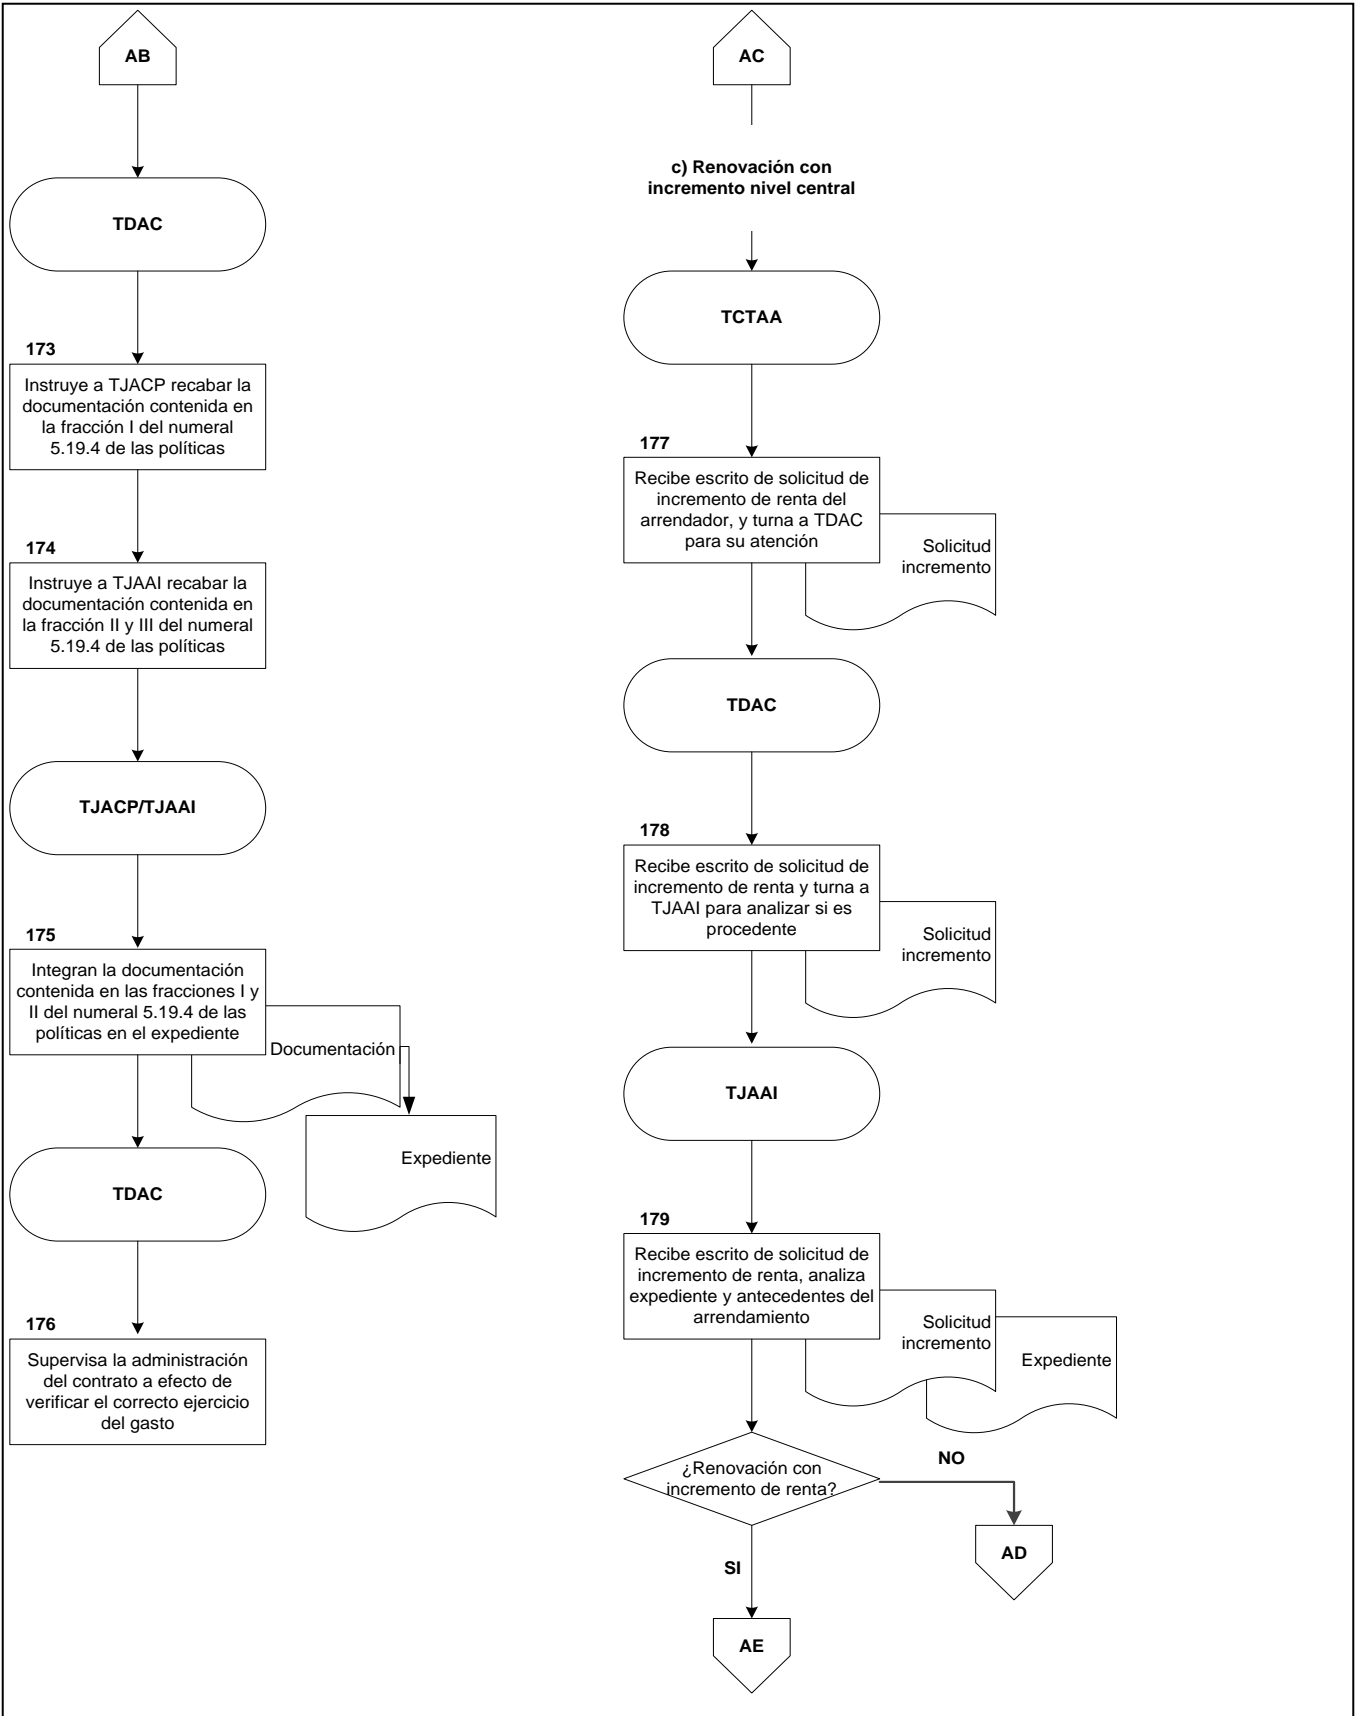 AB
TDAC
173
Instruye a TJACP recabar la
documentación contenida en
la fracción I del numeral
5.19.4 de las políticas
174
Instruye a TJAAI recabar la
documentación contenida en
la fracción II y III del numeral
5.19.4 de las políticas
TJACP/TJAAI
175
Integran la documentación
contenida en las fracciones I y
II del numeral 5.19.4 de las
políticas en el expediente
Documentación
Expediente
TDAC
176
Supervisa la administración
del contrato a efecto de
verificar el correcto ejercicio
del gasto
AC
c) Renovación con
incremento nivel central
TCTAA
177
Recibe escrito de solicitud de
incremento de renta del
arrendador, y turna a TDAC
para su atención
Solicitud
incremento
TDAC
178
Recibe escrito de solicitud de
incremento de renta y turna a
TJAAI para analizar si es
procedente
Solicitud
incremento
TJAAI
179
Recibe escrito de solicitud de
incremento de renta, analiza
expediente y antecedentes del
arrendamiento
Solicitud
incremento
Expediente
¿Renovación con
incremento de renta?
NO
AD
SI
AE